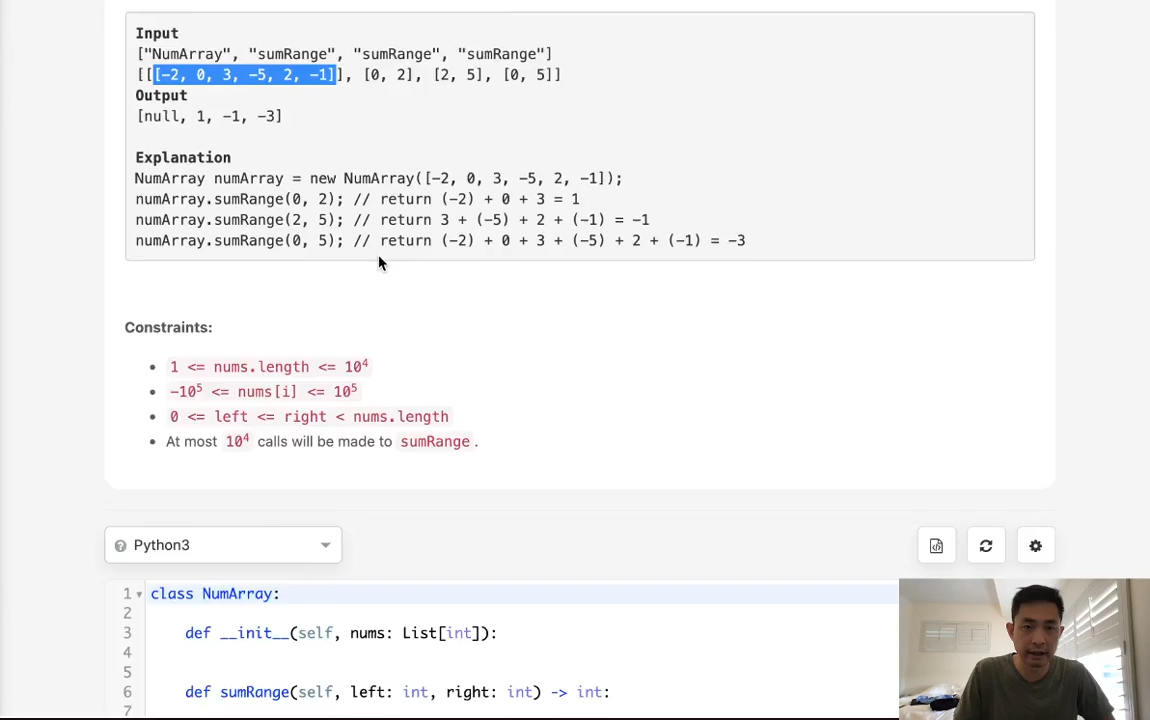 Input
["NumArray", "sumRange", "sumRange", "sumRange"]
[[[-2, 0, 3, -5, 2, -1]], [0, 2], [2, 5], [0, 5]]
Output
[null, 1, -1, -3]
Explanation
NumArray numArray = new NumArray([-2, 0, 3, -5, 2, -1]);
numArray.sumRange(0, 2); // return (-2) + 0 + 3 = 1
numArray.sumRange(2, 5); // return 3 + (-5) + 2 + (-1) = -1
numArray.sumRange(0, 5); // return (-2) + 0 + 3 + (-5) + 2 + (-1) = -3
Constraints:
• 1 <= nums.length <= 10⁴
• -10⁵ <= nums[i] <= 10⁵
• 0 <= left <= right < nums.length
• At most 10⁴ calls will be made to sumRange.
Python3
1 class NumArray:
2
3 def __init__(self, nums: List[int]):
4
5
6 def sumRange(self, left: int, right: int) -> int:
7